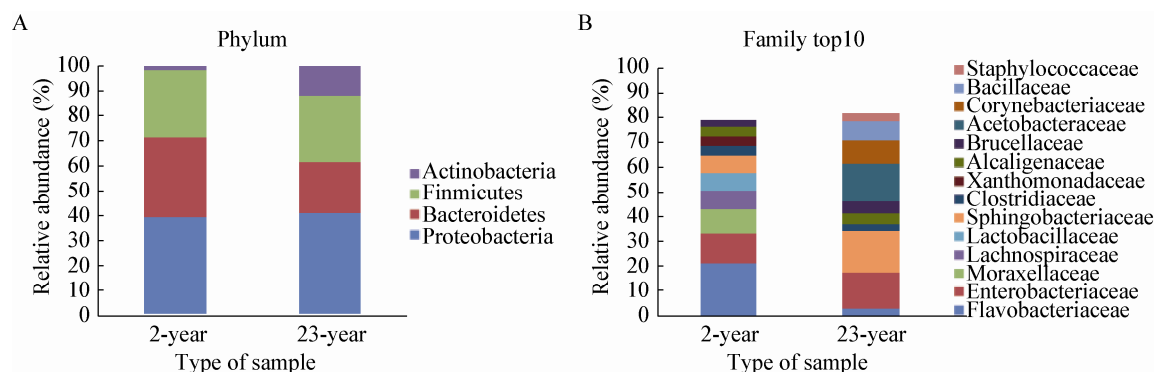 A
Phylum
Relative abundance (%)
100
90
80
70
60
50
40
30
20
10
0
2-year
23-year
Type of sample
Actinobacteria
Finmicutes
Bacteroidetes
Proteobacteria
B
Family top10
Relative abundance (%)
100
90
80
70
60
50
40
30
20
10
0
2-year
23-year
Type of sample
Staphylococcaceae
Bacillaceae
Corynebacteriaceae
Acetobacteraceae
Brucellaceae
Alcaligenaceae
Xanthomonadaceae
Clostridiaceae
Sphingobacteriaceae
Lactobacillaceae
Lachnospiraceae
Moraxellaceae
Enterobacteriaceae
Flavobacteriaceae